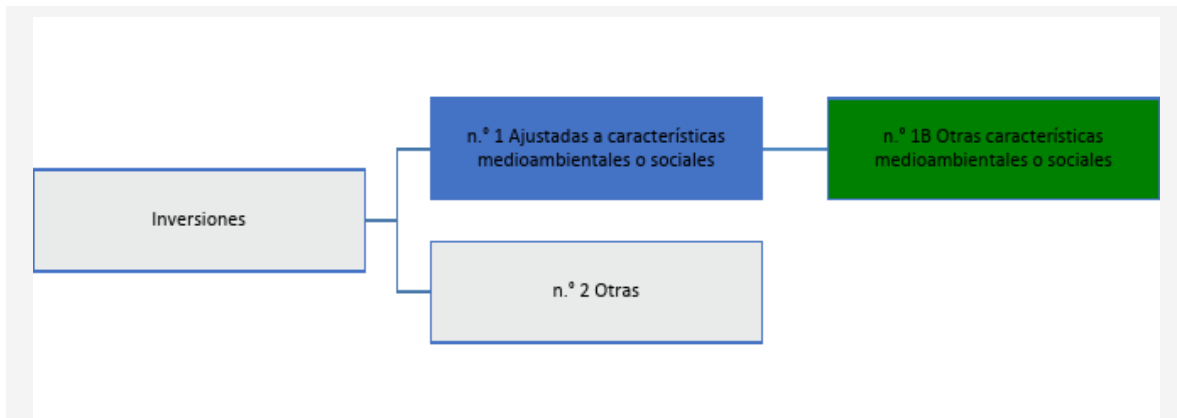 n.° 1 Ajustadas a características
medioambientales o sociales
n.° 1B Otras características
medioambientales o sociales
Inversiones
n.° 2 Otras